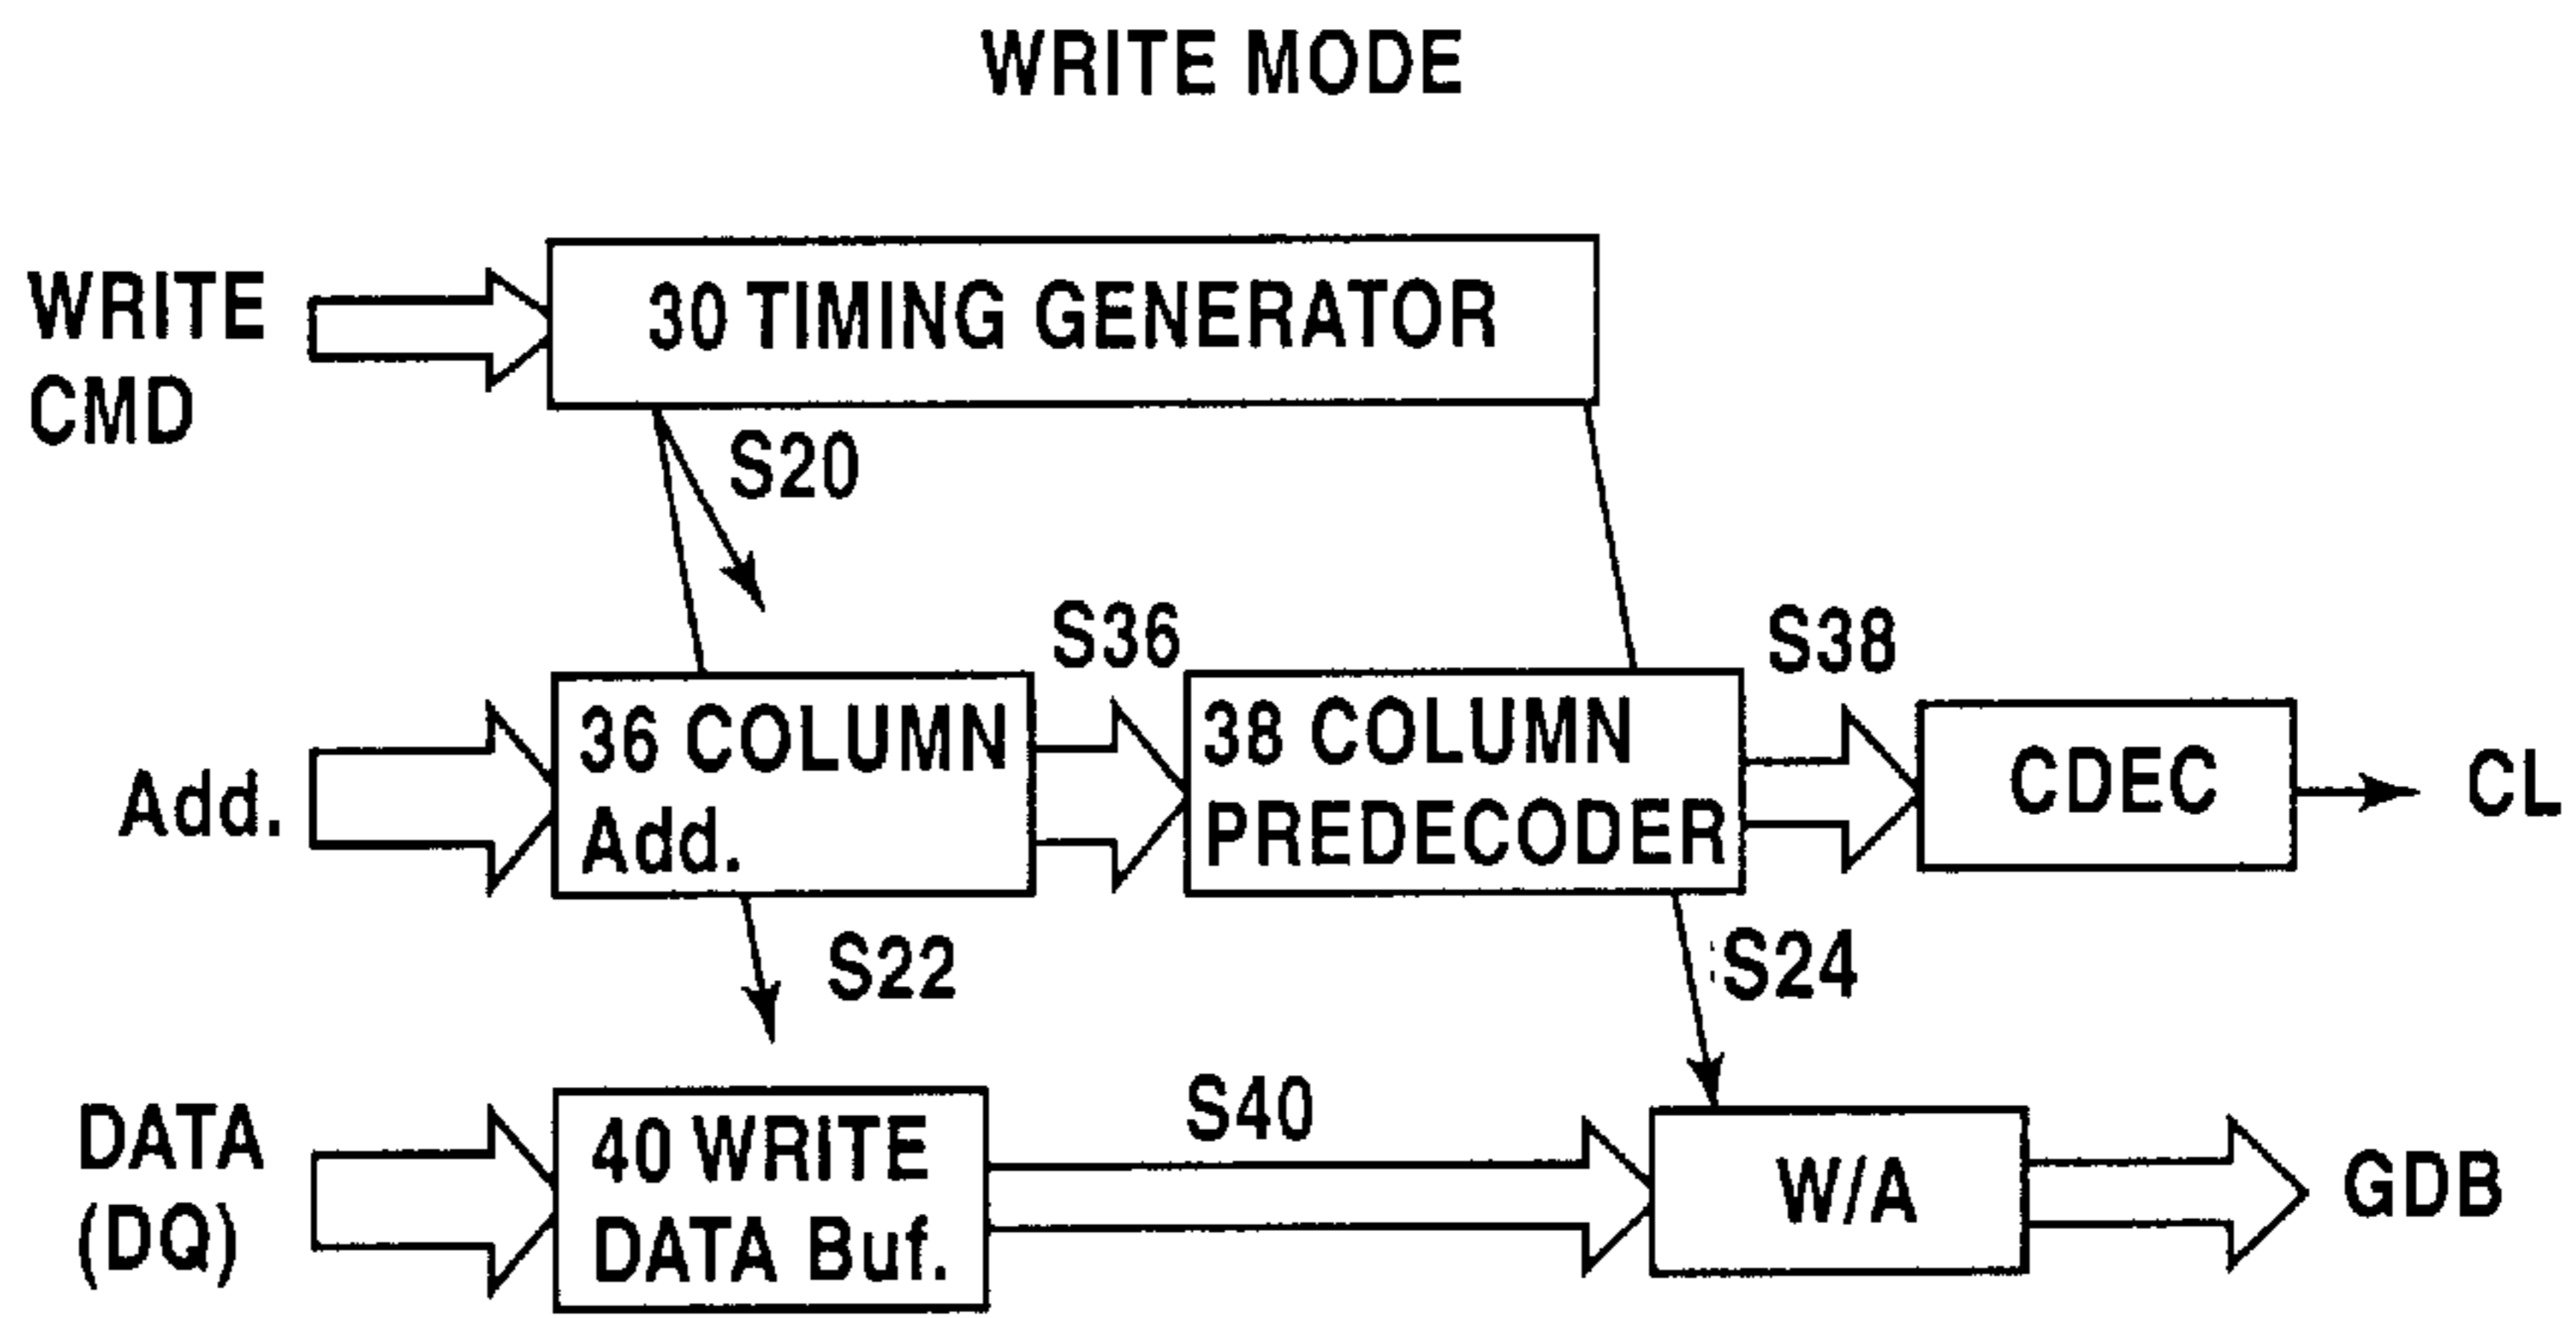 WRITE MODE
WRITE
CMD
30 TIMING GENERATOR
S20
S36
S38
Add.
36 COLUMN
Add.
38 COLUMN
PREDECODER
CDEC
CL
S22
S24
DATA
(DQ)
40 WRITE
DATA Buf.
S40
W/A
GDB